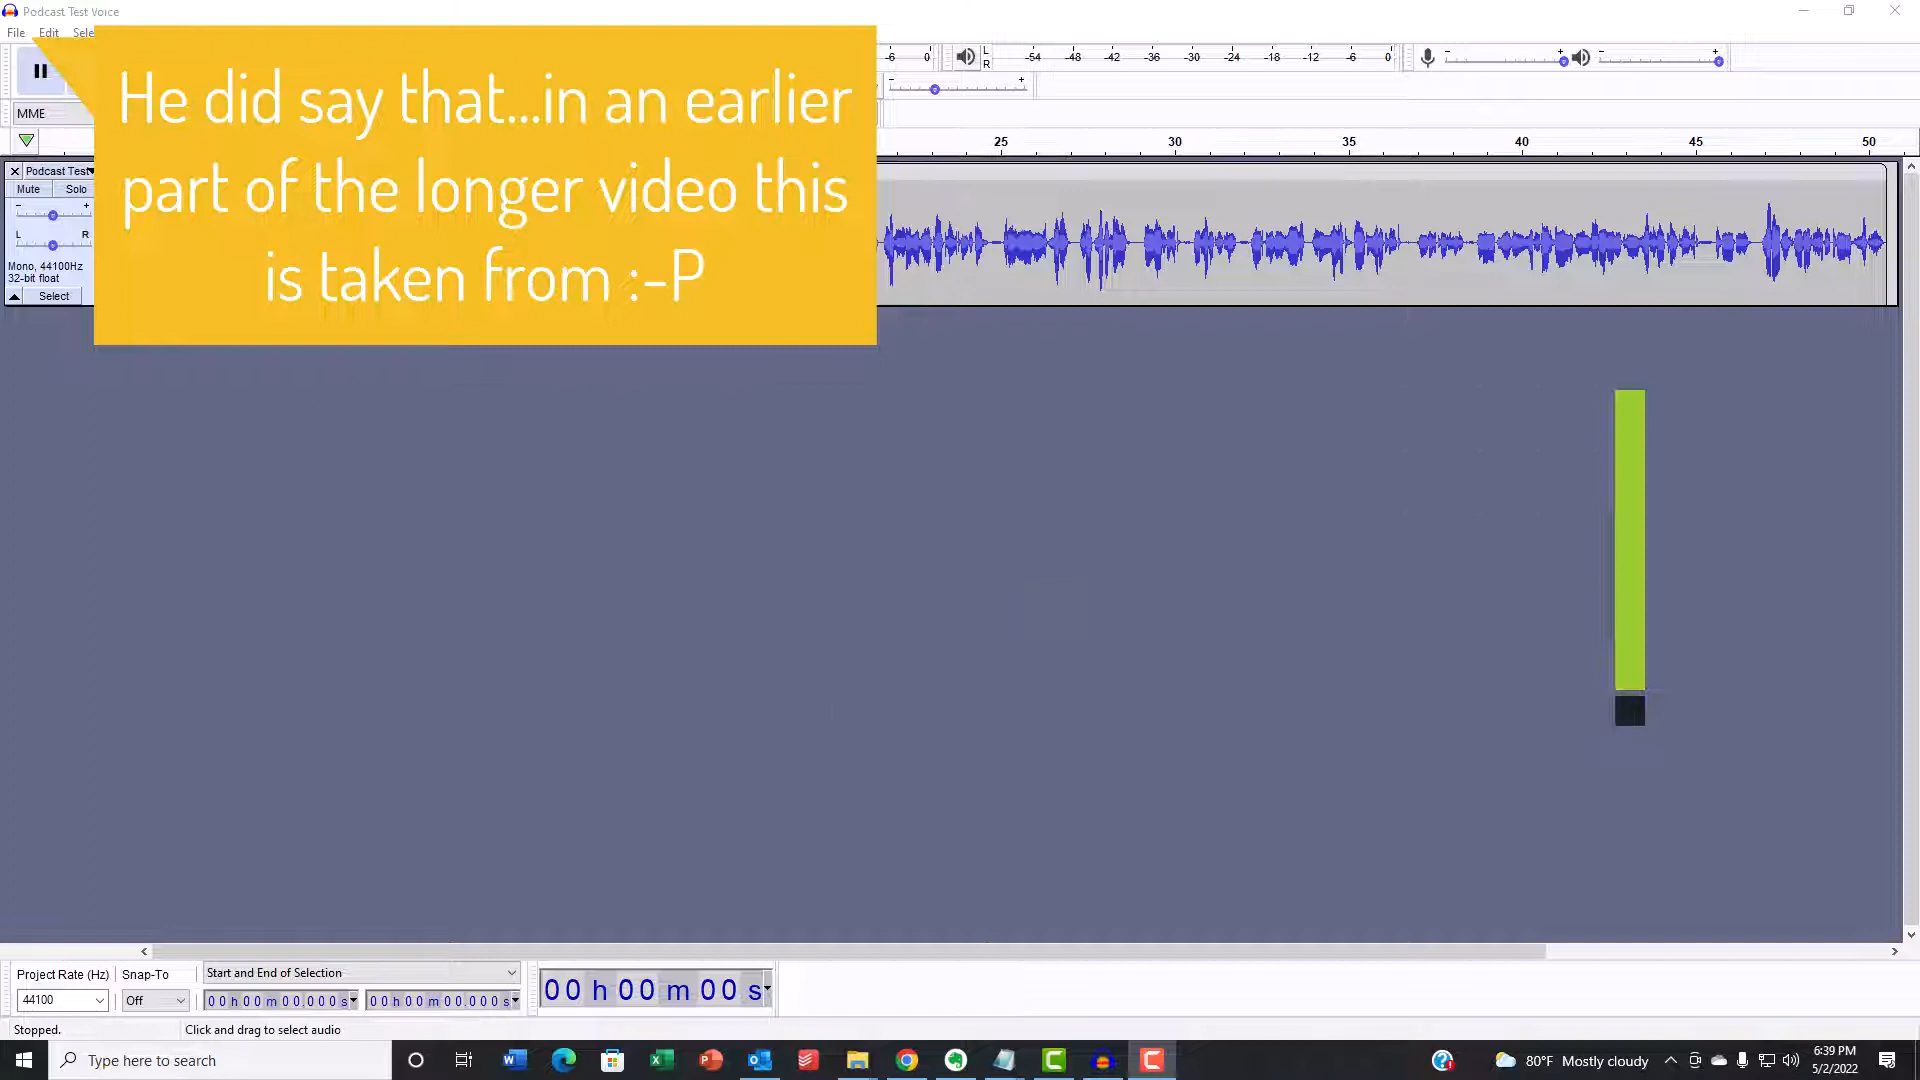 Podcast Test Voice
File Edit Sele
He did say that...in an earlier
part of the longer video this
is taken from :-P
-6 0
L
R
-54 -48 -42 -36 -30 -24 -18 -12 -6 0
- +
- +
- +
MME
25 30 35 40 45 50
Podcast Test
Mute Solo
- +
L R
Mono, 44100Hz
32-bit float
Select
Project Rate (Hz) Snap-To Start and End of Selection
44100 Off 00 h 00 m 00.000 s 00 h 00 m 00.000 s 00 h 00 m 00 s
Stopped. Click and drag to select audio
Type here to search
80°F Mostly cloudy
6:39 PM
5/2/2022